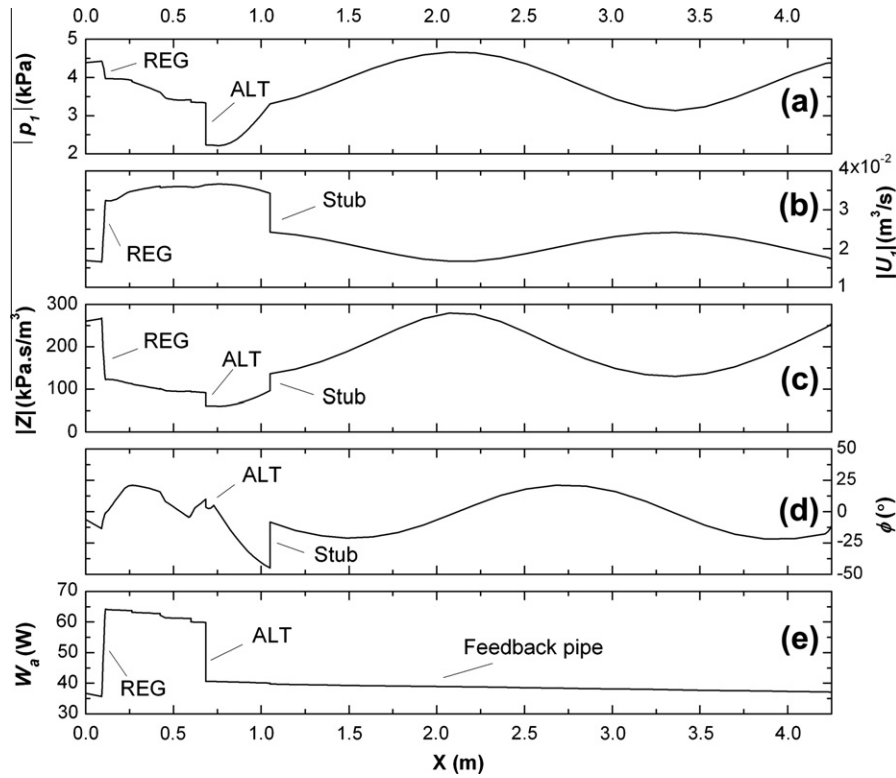 0.0 0.5 1.0 1.5 2.0 2.5 3.0 3.5 4.0
5
4
3
2
|p₁| (kPa)
REG
ALT
(a)
4x10⁻²
3
2
1
|U₁| (m³/s)
REG
Stub
(b)
300
200
100
0
|Z| (kPa.s/m³)
REG
ALT
Stub
(c)
50
25
0
-25
-50
ϕ (°)
ALT
Stub
(d)
70
60
50
40
30
Wₐ (W)
REG
ALT
Feedback pipe
(e)
0.0 0.5 1.0 1.5 2.0 2.5 3.0 3.5 4.0
X (m)